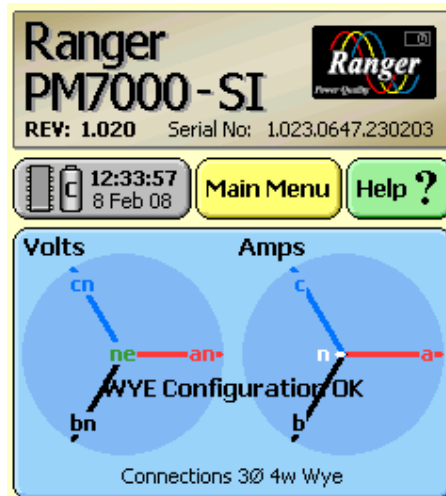 Ranger
PM7000-SI
Ranger
Power Quality
REV: 1.020 Serial No: 1.023.0647.230203
C 12:33:57
8 Feb 08
Main Menu
Help ?
Volts Amps
cn c
ne an n a
WYE Configuration OK
bn b
Connections 3Ø 4w Wye